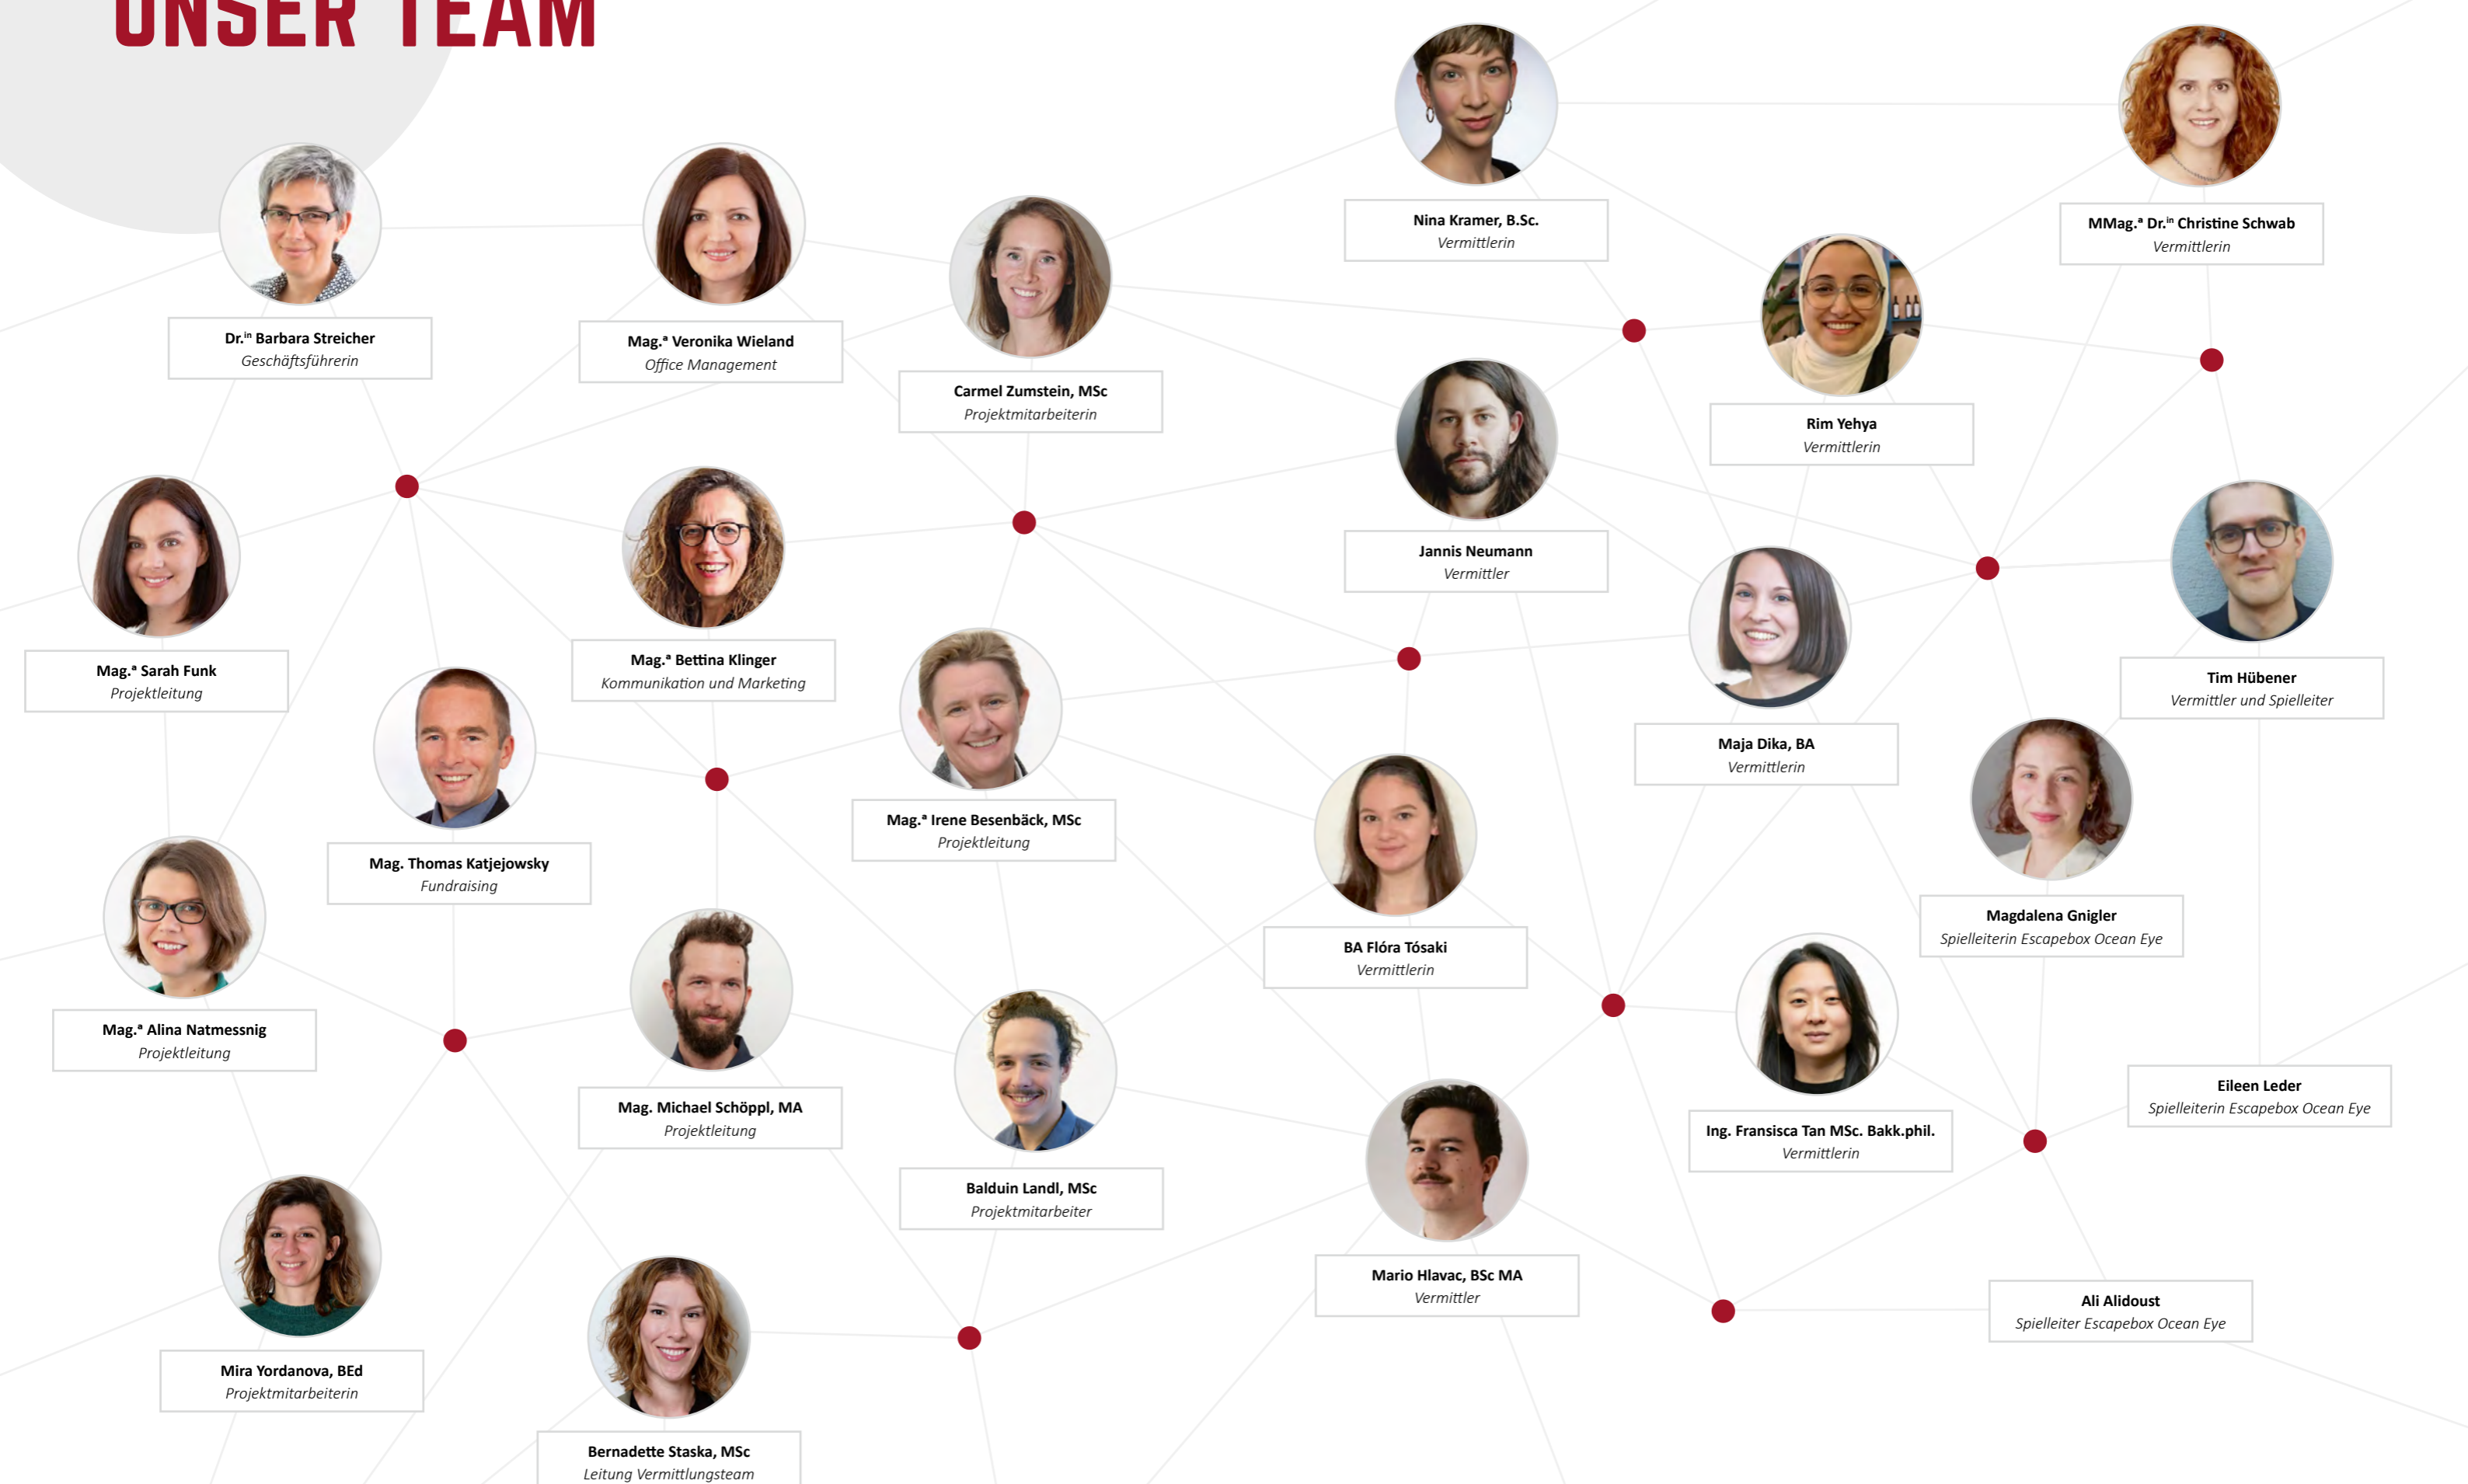 UNSER TEAM
Dr.ⁱⁿ Barbara Streicher
Geschäftsführerin
Mag.ª Veronika Wieland
Office Management
Carmel Zumstein, MSc
Projektmitarbeiterin
Nina Kramer, B.Sc.
Vermittlerin
MMag.ª Dr.ⁱⁿ Christine Schwab
Vermittlerin
Rim Yehya
Vermittlerin
Jannis Neumann
Vermittler
Mag.ª Sarah Funk
Projektleitung
Mag.ª Bettina Klinger
Kommunikation und Marketing
Tim Hübener
Vermittler und Spielleiter
Maja Dika, BA
Vermittlerin
Mag.ª Irene Besenbäck, MSc
Projektleitung
Mag. Thomas Katjejowsky
Fundraising
Magdalena Gnigler
Spielleiterin Escapebox Ocean Eye
BA Flóra Tósaki
Vermittlerin
Mag.ª Alina Natmessnig
Projektleitung
Mag. Michael Schöppl, MA
Projektleitung
Eileen Leder
Spielleiterin Escapebox Ocean Eye
Ing. Fransisca Tan MSc. Bakk.phil.
Vermittlerin
Balduin Landl, MSc
Projektmitarbeiter
Mario Hlavac, BSc MA
Vermittler
Ali Alidoust
Spielleiter Escapebox Ocean Eye
Mira Yordanova, BEd
Projektmitarbeiterin
Bernadette Staska, MSc
Leitung Vermittlungsteam